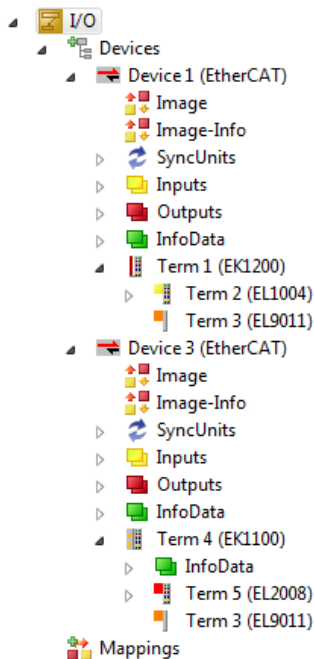 I/O
Devices
Device 1 (EtherCAT)
Image
Image-Info
SyncUnits
Inputs
Outputs
InfoData
Term 1 (EK1200)
Term 2 (EL1004)
Term 3 (EL9011)
Device 3 (EtherCAT)
Image
Image-Info
SyncUnits
Inputs
Outputs
InfoData
Term 4 (EK1100)
InfoData
Term 5 (EL2008)
Term 3 (EL9011)
Mappings